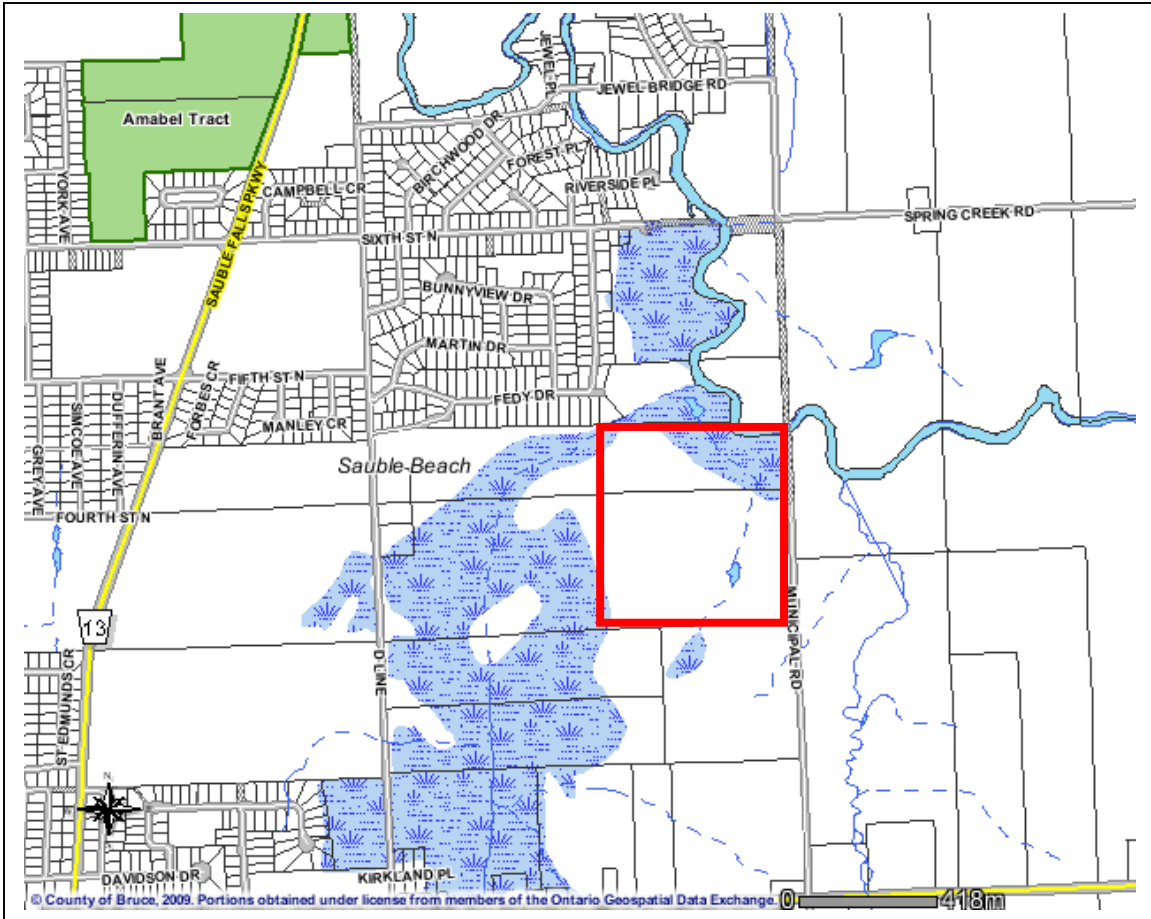 JEWEL-PL
JEWEL-BRIDGE RD
Amabel Tract
BIRCHWOOD DR
FOREST-PL
YORK AVE
CAMPBELL-CR
RIVERSIDE PL
SPRING CREEK RD
SAUBLE FALLS PKWY
SIXTH ST N
BUNNYVIEW DR
MARTIN DR
FIFTH ST N
FEDY DR
BRANT AVE
FORBES CR
DUFFERIN AVE
SIMCOE AVE
GREY AVE
MANLEY CR
Sauble-Beach
FOURTH ST N
13
MUNICIPAL-RD
D-LINE
ST-EDMUNDS CR
N
DAVIDSON DR
KIRKLAND PL
© County of Bruce, 2009. Portions obtained under license from members of the Ontario Geospatial Data Exchange.
0 418m